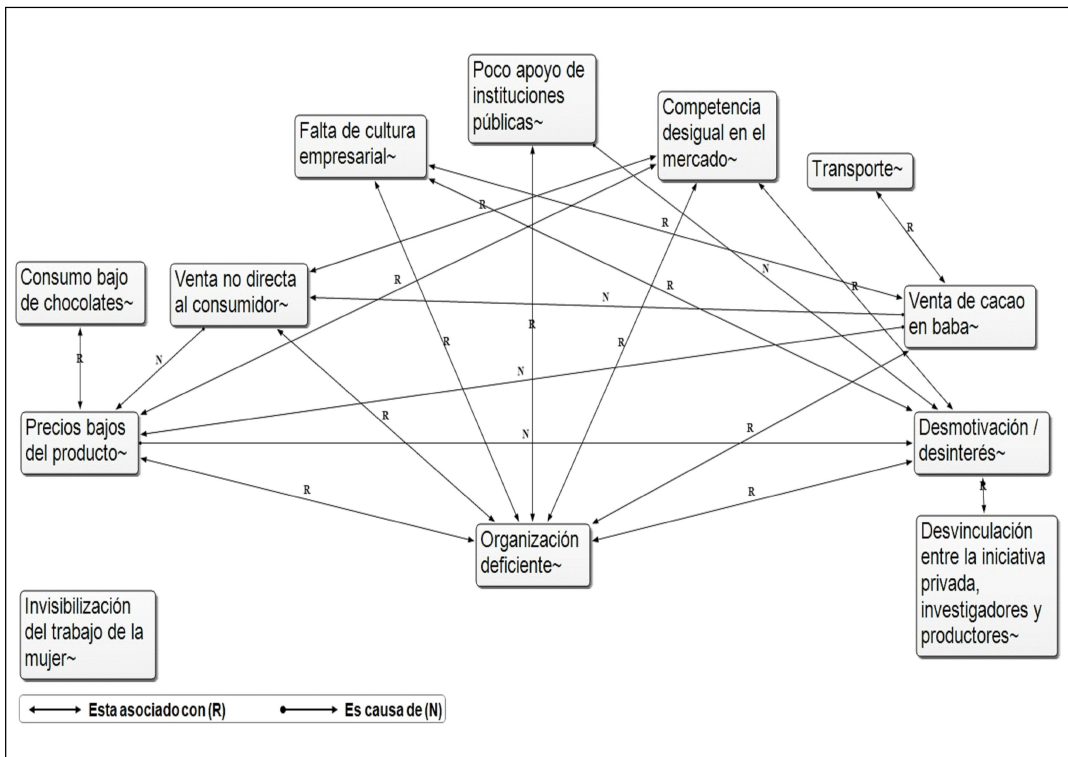 Poco apoyo de
instituciones
públicas~
Competencia
desigual en el
mercado~
Falta de cultura
empresarial~
Transporte~
Consumo bajo
de chocolates~
Venta no directa
al consumidor~
Venta de cacao
en baba~
Precios bajos
del producto~
Desmotivación /
desinterés~
Organización
deficiente~
Desvinculación
entre la iniciativa
privada,
investigadores y
productores~
Invisibilización
del trabajo de la
mujer~
R
R
R
R
N
R
R
N
R
R
R
R
N
N
R
R
N
R
R
R
Esta asociado con (R)
Es causa de (N)